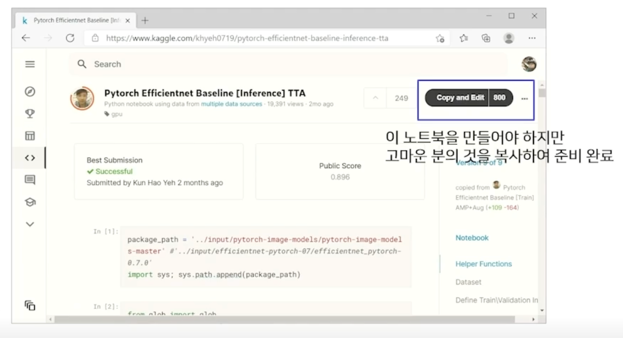 Pytorch Efficientnet Baseline [Inf
https://www.kaggle.com/khyeh0719/pytorch-efficientnet-baseline-inference-tta
Search
Pytorch Efficientnet Baseline [Inference] TTA
Python notebook using data from multiple data sources · 19,391 views · 2mo ago
gpu
249
Copy and Edit 800
이 노트북을 만들어야 하지만
고마운 분의 것을 복사하여 준비 완료
Best Submission
✔ Successful
Submitted by Kun Hao Yeh 2 months ago
Public Score
0.896
Version 9 of 9
copied from Pytorch
Efficientnet Baseline [Train]
AMP+Aug (+109 -164)
Notebook
Helper Functions
Dataset
Define Train\Validation In
In [1]:
package_path = '../input/pytorch-image-models/pytorch-image-model
s-master' #'../input/efficientnet-pytorch-07/efficientnet_pytorch-
0.7.0'
import sys; sys.path.append(package_path)
In [2]:
from glob import glob